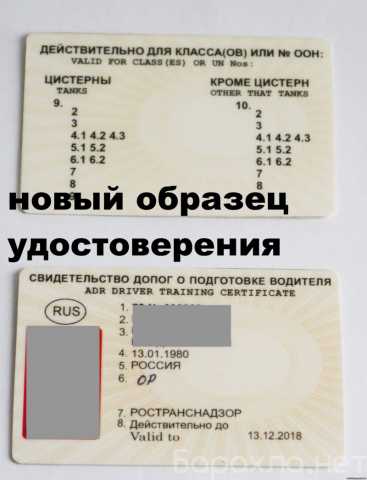 ДЕЙСТВИТЕЛЬНО ДЛЯ КЛАССА(ОВ) ИЛИ № ООН:
VALID FOR CLASS(ES) OR UN Nos:
ЦИСТЕРНЫ
TANKS
9.
2
3
4.1 4.2 4.3
5.1 5.2
6.1 6.2
7
8
КРОМЕ ЦИСТЕРН
OTHER THAT TANKS
10.
2
3
4.1 4.2 4.3
5.1 5.2
6.1 6.2
7
8
новый образец
удостоверения
СВИДЕТЕЛЬСТВО ДОПОГ О ПОДГОТОВКЕ ВОДИТЕЛЯ
ADR DRIVER TRAINING CERTIFICATE
RUS
1.
2.
3.
4. 13.01.1980
5. РОССИЯ
6.
7. РОСТРАНСНАДЗОР
8. Действительно до
Valid to 13.12.2018
Барахла.нет